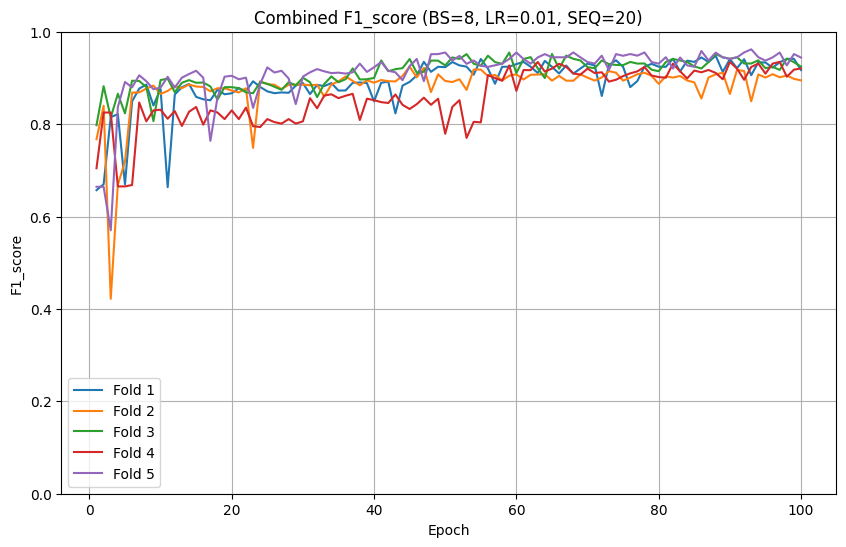 Combined F1_score (BS=8, LR=0.01, SEQ=20)
F1_score
1.0
0.8
0.6
0.4
0.2
0.0
Fold 1
Fold 2
Fold 3
Fold 4
Fold 5
0 20 40 60 80 100
Epoch